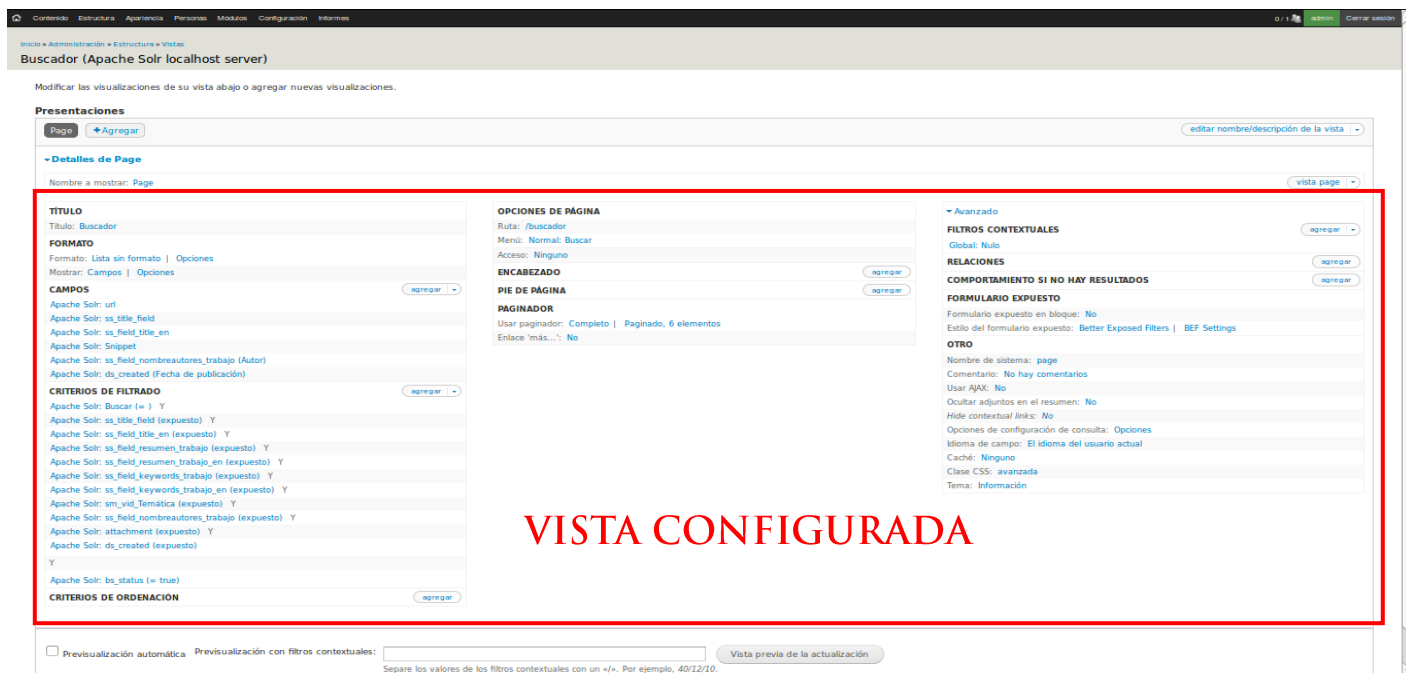 Contenido Estructura Apariencia Personas Módulos Configuración Informes 0 / 1 admin Cerrar sesión
Inicio » Administración » Estructura » Vistas
Buscador (Apache Solr localhost server)
Modificar las visualizaciones de su vista abajo o agregar nuevas visualizaciones.
Presentaciones
Page +Agregar editar nombre/descripción de la vista
Detalles de Page
Nombre a mostrar: Page vista page
TÍTULO
Título: Buscador
FORMATO
Formato: Lista sin formato | Opciones
Mostrar: Campos | Opciones
CAMPOS agregar
Apache Solr: url
Apache Solr: ss_title_field
Apache Solr: ss_field_title_en
Apache Solr: Snippet
Apache Solr: ss_field_nombreautores_trabajo (Autor)
Apache Solr: ds_created (Fecha de publicación)
CRITERIOS DE FILTRADO agregar
Apache Solr: Buscar (= ) Y
Apache Solr: ss_title_field (expuesto) Y
Apache Solr: ss_field_title_en (expuesto) Y
Apache Solr: ss_field_resumen_trabajo (expuesto) Y
Apache Solr: ss_field_resumen_trabajo_en (expuesto) Y
Apache Solr: ss_field_keywords_trabajo (expuesto) Y
Apache Solr: ss_field_keywords_trabajo_en (expuesto) Y
Apache Solr: sm_vid_Temática (expuesto) Y
Apache Solr: ss_field_nombreautores_trabajo (expuesto) Y
Apache Solr: attachment (expuesto) Y
Apache Solr: ds_created (expuesto)
Y
Apache Solr: bs_status (= true)
CRITERIOS DE ORDENACIÓN agregar
OPCIONES DE PÁGINA
Ruta: /buscador
Menú: Normal: Buscar
Acceso: Ninguno
ENCABEZADO agregar
PIE DE PÁGINA agregar
PAGINADOR
Usar paginador: Completo | Paginado, 6 elementos
Enlace 'más...': No
Avanzado
FILTROS CONTEXTUALES agregar
Global: Nulo
RELACIONES agregar
COMPORTAMIENTO SI NO HAY RESULTADOS agregar
FORMULARIO EXPUESTO
Formulario expuesto en bloque: No
Estilo del formulario expuesto: Better Exposed Filters | BEF Settings
OTRO
Nombre de sistema: page
Comentario: No hay comentarios
Usar AJAX: No
Ocultar adjuntos en el resumen: No
Hide contextual links: No
Opciones de configuración de consulta: Opciones
Idioma de campo: El idioma del usuario actual
Caché: Ninguno
Clase CSS: avanzada
Tema: Información
VISTA CONFIGURADA
Previsualización automática Previsualización con filtros contextuales: Vista previa de la actualización
Separe los valores de los filtros contextuales con un «/». Por ejemplo, 40/12/10.